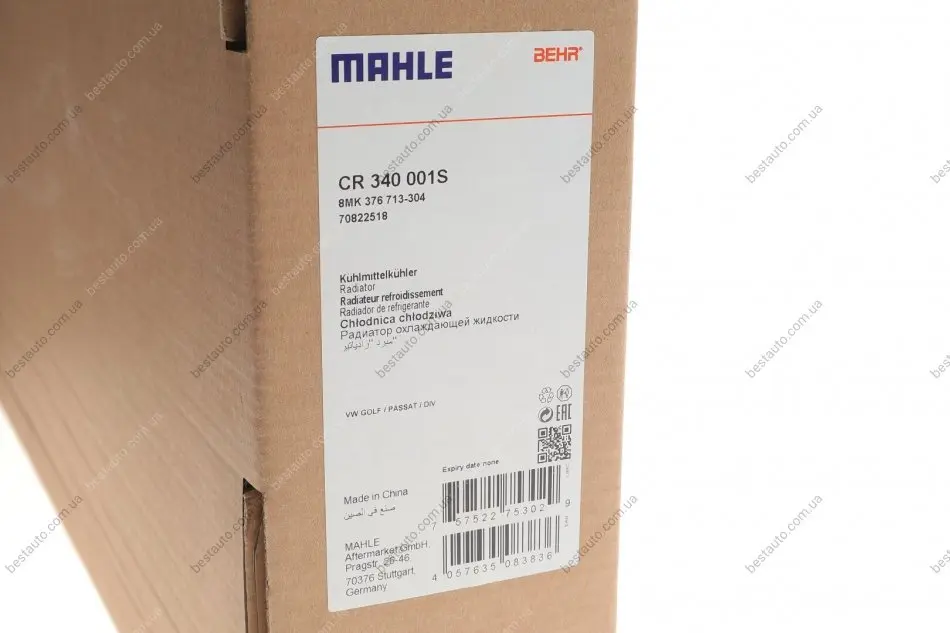 MAHLE
BEHR®
CR 340 001S
8MK 376 713-304
70822518
Kühlmittelkühler
Radiator
Radiateur refroidissement
Radiador de refrigerante
Chłodnica chłodziwa
Радиатор охлаждающей жидкости
مبرد "رادياتير"
VW GOLF / PASSAT / DIV
EAC
Expiry date none
Made in China
صنع في الصين
7 57522 75302 9
MAHLE
Aftermarket GmbH,
Pragstr. 26-46
70376 Stuttgart,
Germany
4 057635 083836
bestauto.com.ua